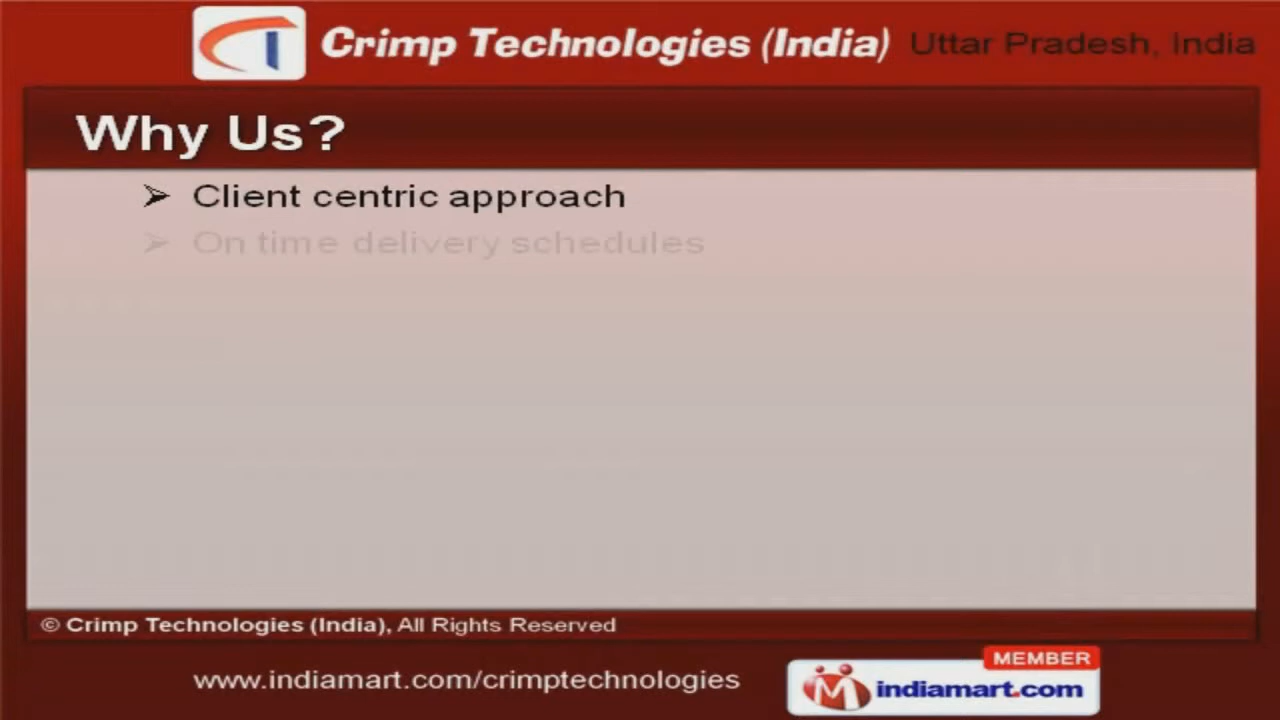 Crimp Technologies (India) Uttar Pradesh, India
Why Us?
➢ Client centric approach
➢ On time delivery schedules
© Crimp Technologies (India), All Rights Reserved
MEMBER
www.indiamart.com/crimptechnologies
indiamart.com